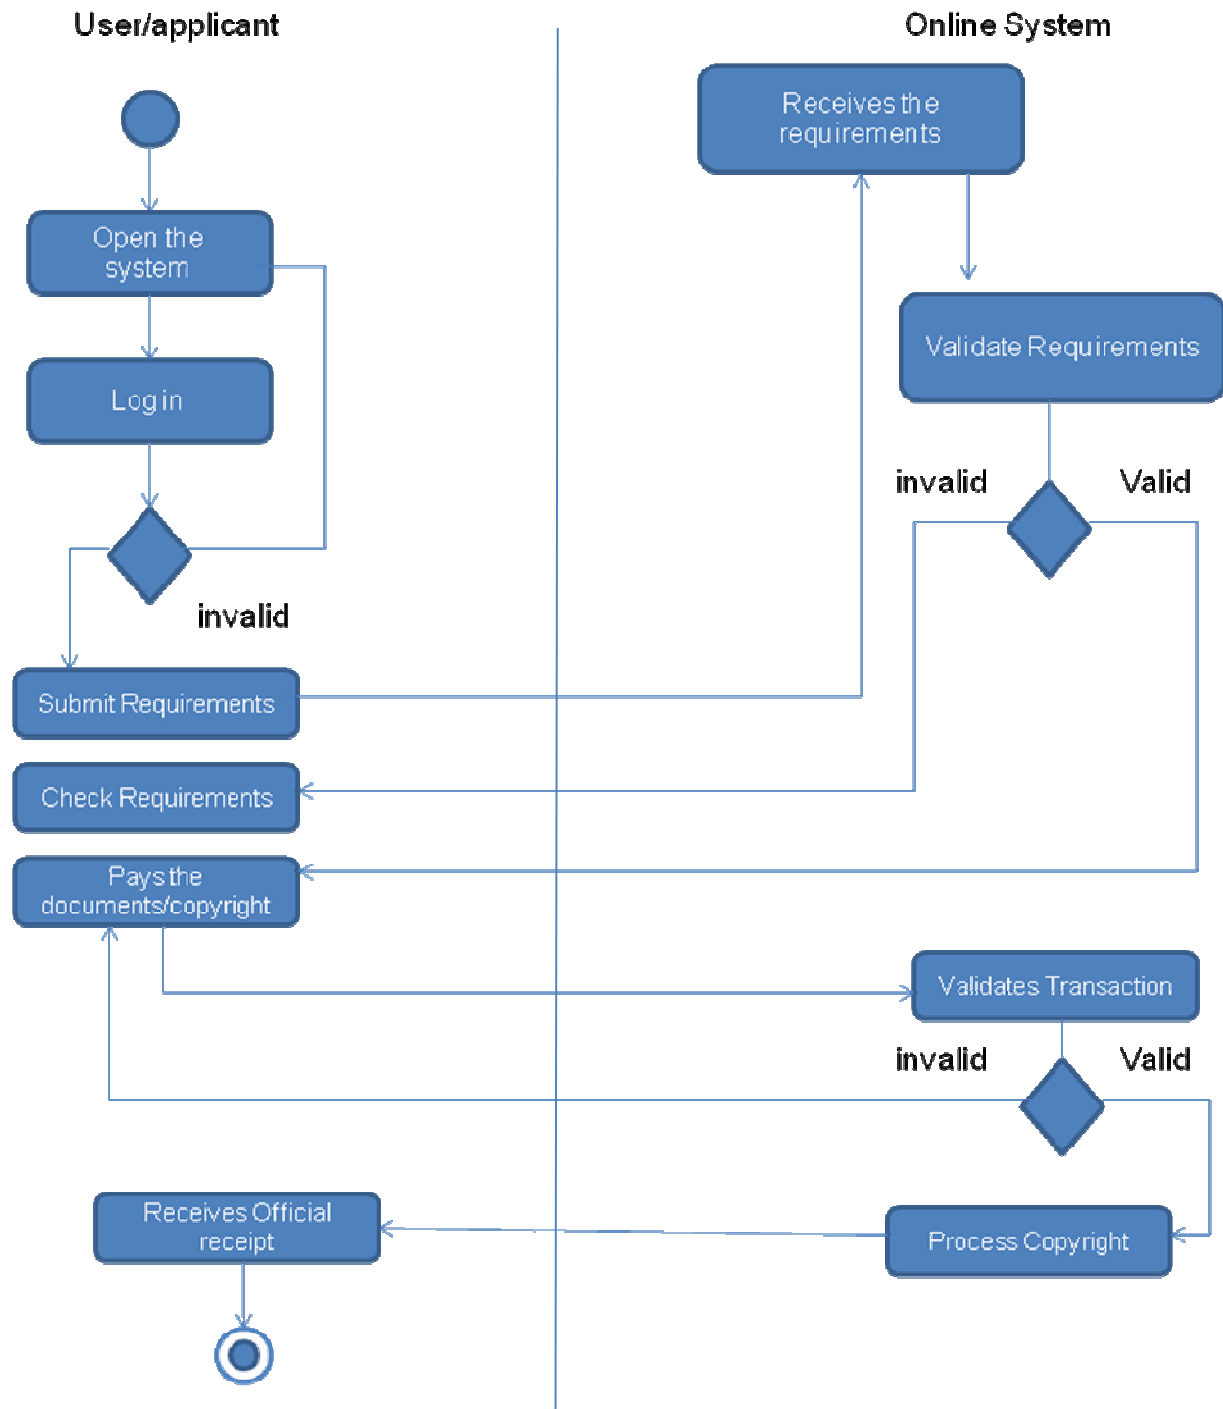 User/applicant
Online System
Receives the
requirements
Open the
system
Validate Requirements
Log in
invalid
Valid
invalid
Submit Requirements
Check Requirements
Pays the
documents/copyright
Validates Transaction
invalid
Valid
Receives Official
receipt
Process Copyright